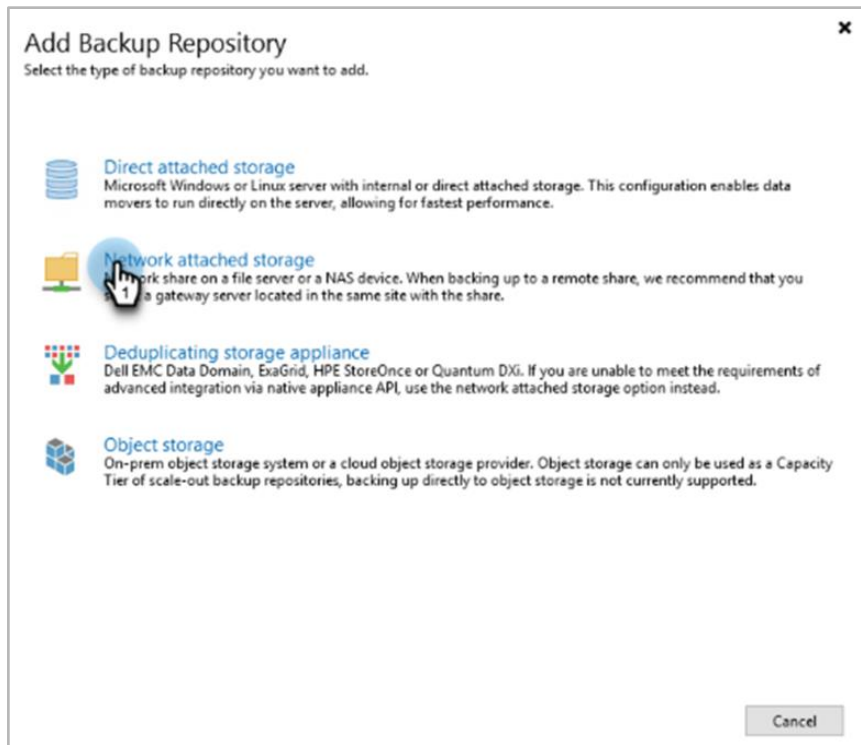 Add Backup Repository
Select the type of backup repository you want to add.
Direct attached storage
Microsoft Windows or Linux server with internal or direct attached storage. This configuration enables data
movers to run directly on the server, allowing for fastest performance.
Network attached storage
share on a file server or a NAS device. When backing up to a remote share, we recommend that you
1
a gateway server located in the same site with the share.
Deduplicating storage appliance
Dell EMC Data Domain, ExaGrid, HPE StoreOnce or Quantum DXi. If you are unable to meet the requirements of
advanced integration via native appliance API, use the network attached storage option instead.
Object storage
On-prem object storage system or a cloud object storage provider. Object storage can only be used as a Capacity
Tier of scale-out backup repositories, backing up directly to object storage is not currently supported.
Cancel